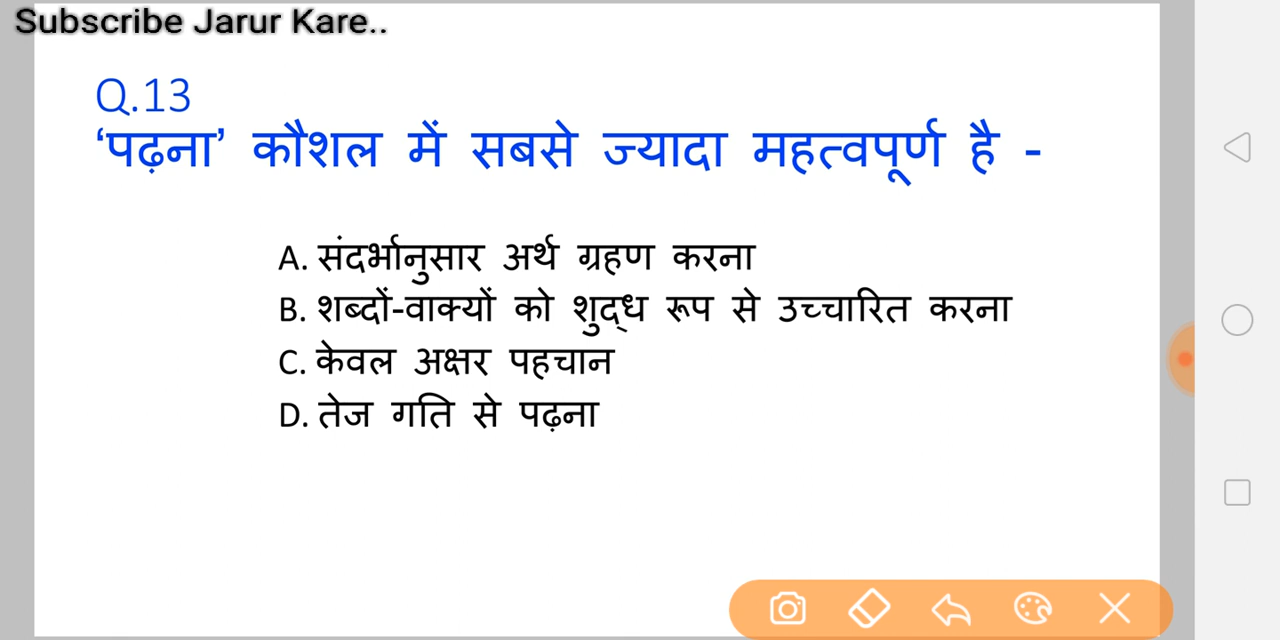 Subscribe Jarur Kare..
Q.13
‘पढ़ना’ कौशल में सबसे ज्यादा महत्वपूर्ण है -
A. संदर्भानुसार अर्थ ग्रहण करना
B. शब्दों-वाक्यों को शुद्ध रूप से उच्चारित करना
C. केवल अक्षर पहचान
D. तेज गति से पढ़ना